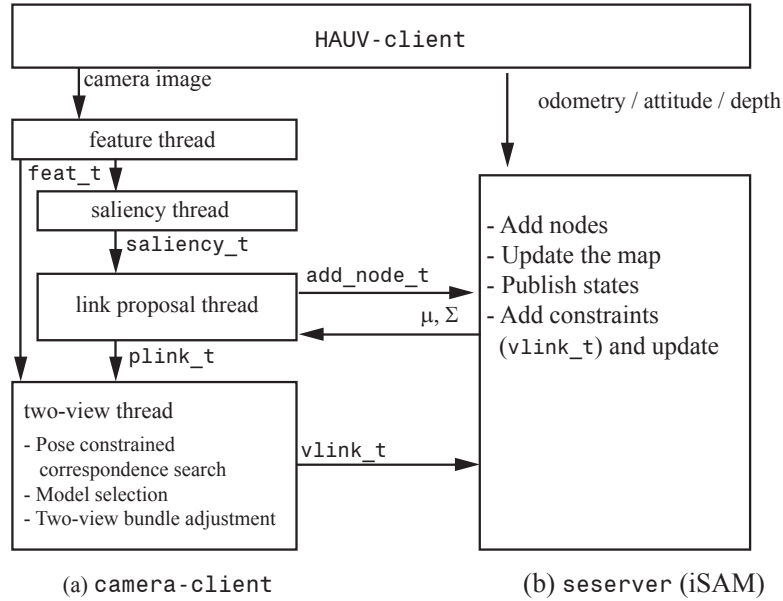 HAUV-client
camera image
odometry / attitude / depth
feature thread
feat_t
saliency thread
saliency_t
link proposal thread
add_node_t
μ, Σ
plink_t
two-view thread
- Pose constrained
correspondence search
- Model selection
- Two-view bundle adjustment
vlink_t
- Add nodes
- Update the map
- Publish states
- Add constraints
(vlink_t) and update
(a) camera-client
(b) seserver (iSAM)